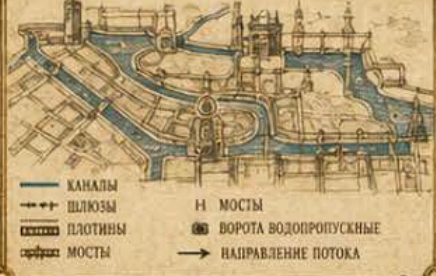 КАНАЛЫ
ШЛЮЗЫ
ПЛОТИНЫ
МОСТЫ
Н МОСТЫ
ВОРОТА ВОДОПРОПУСКНЫЕ
НАПРАВЛЕНИЕ ПОТОКА